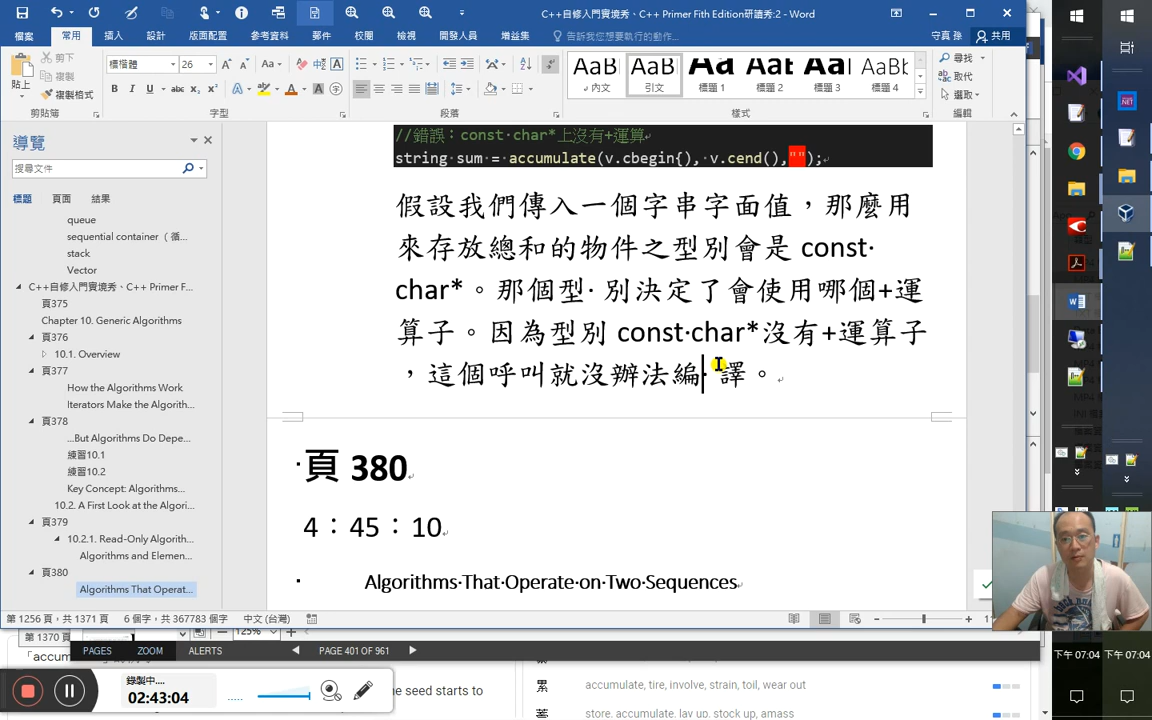 C++自修入門實境秀、C++ Primer Fith Edition研讀秀:2 - Word
檔案 常用 插入 設計 版面配置 參考資料 郵件 校閱 檢視 開發人員 增益集 告訴我您想要執行的動作... 守真 孫 共用
貼上 剪下 複製 複製格式 標楷體 26 尋找 取代 選取
AaB AaB AaB AaB AaB AaBb
內文 引文 標題 1 標題 2 標題 3 標題 4
剪貼簿 字型 段落 樣式 編輯
導覽
搜尋文件
標題 頁面 結果
queue
sequential container（ 循...
stack
Vector
C++自修入門實境秀、C++ Primer F...
頁375
Chapter 10. Generic Algorithms
頁376
10.1. Overview
頁377
How the Algorithms Work
Iterators Make the Algorith...
頁378
...But Algorithms Do Depe...
練習10.1
練習10.2
Key Concept: Algorithms...
10.2. A First Look at the Algori...
頁379
10.2.1. Read-Only Algorith...
Algorithms and Elemen...
頁380
Algorithms That Operat...
//錯誤：const char*上沒有+運算
string sum = accumulate(v.cbegin(), v.cend(),"");
假設我們傳入一個字串字面值，那麼用
來存放總和的物件之型別會是 const·
char*。那個型· 別決定了會使用哪個+運
算子。因為型別 const·char*沒有+運算子
，這個呼叫就沒辦法編· 譯。
頁 380
4：45：10
Algorithms·That·Operate·on·Two·Sequences
第 1256 頁，共 1371 頁 6 個字，共 367783 個字 中文 (台灣)
第 1370 頁 125%
PAGES ZOOM ALERTS PAGE 401 OF 961
「accum
錄製中...
02:43:04
e seed starts to
累 accumulate, tire, involve, strain, toil, wear out
蓄 store, accumulate, lay up, stock up, amass
下午 07:04 下午 07:04